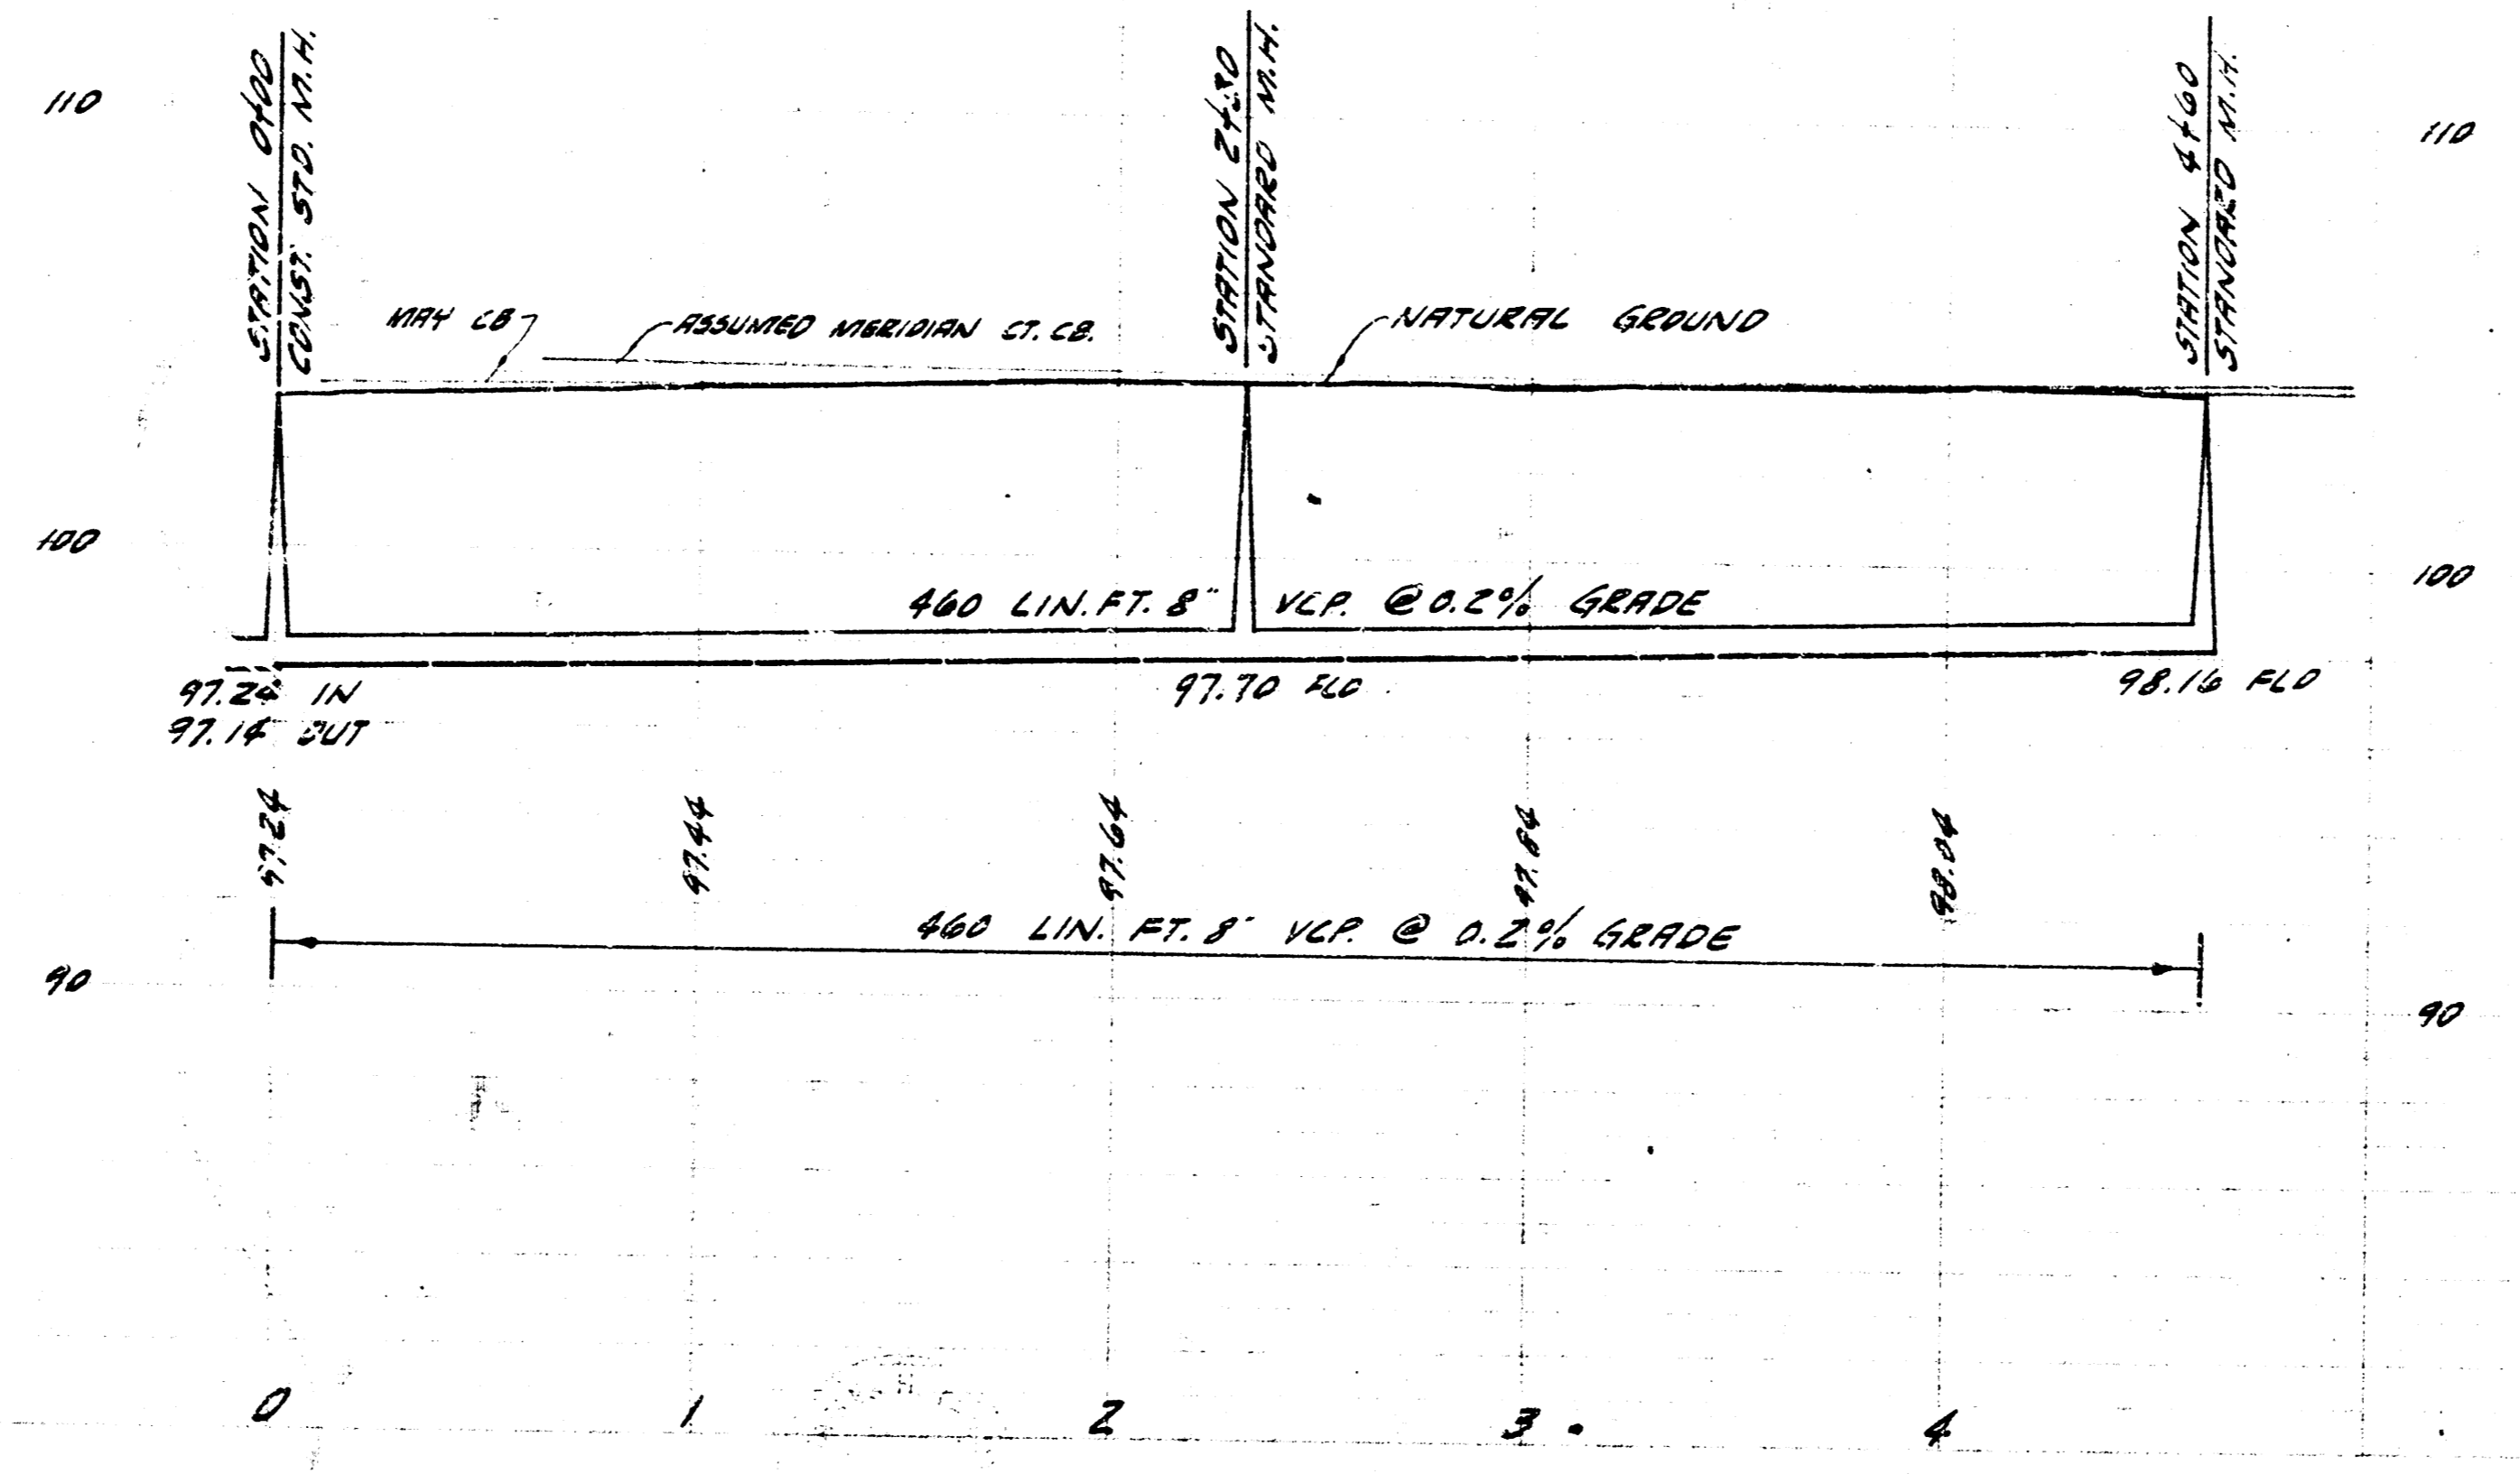 STATION 0+00
CONST. STD. M.H.
STATION 2+30
STANDARD M.H.
STATION 4+60
STANDARD M.H.
110
110
MAY CB
ASSUMED MERIDIAN CT. CB.
NATURAL GROUND
100
100
460 LIN. FT. 8" VCP. @ 0.2% GRADE
97.24 IN
97.14 OUT
97.70 FLO
98.16 FLO
97.24
97.44
97.64
97.84
98.04
460 LIN. FT. 8" VCP. @ 0.2% GRADE
90
90
0 1 2 3 4